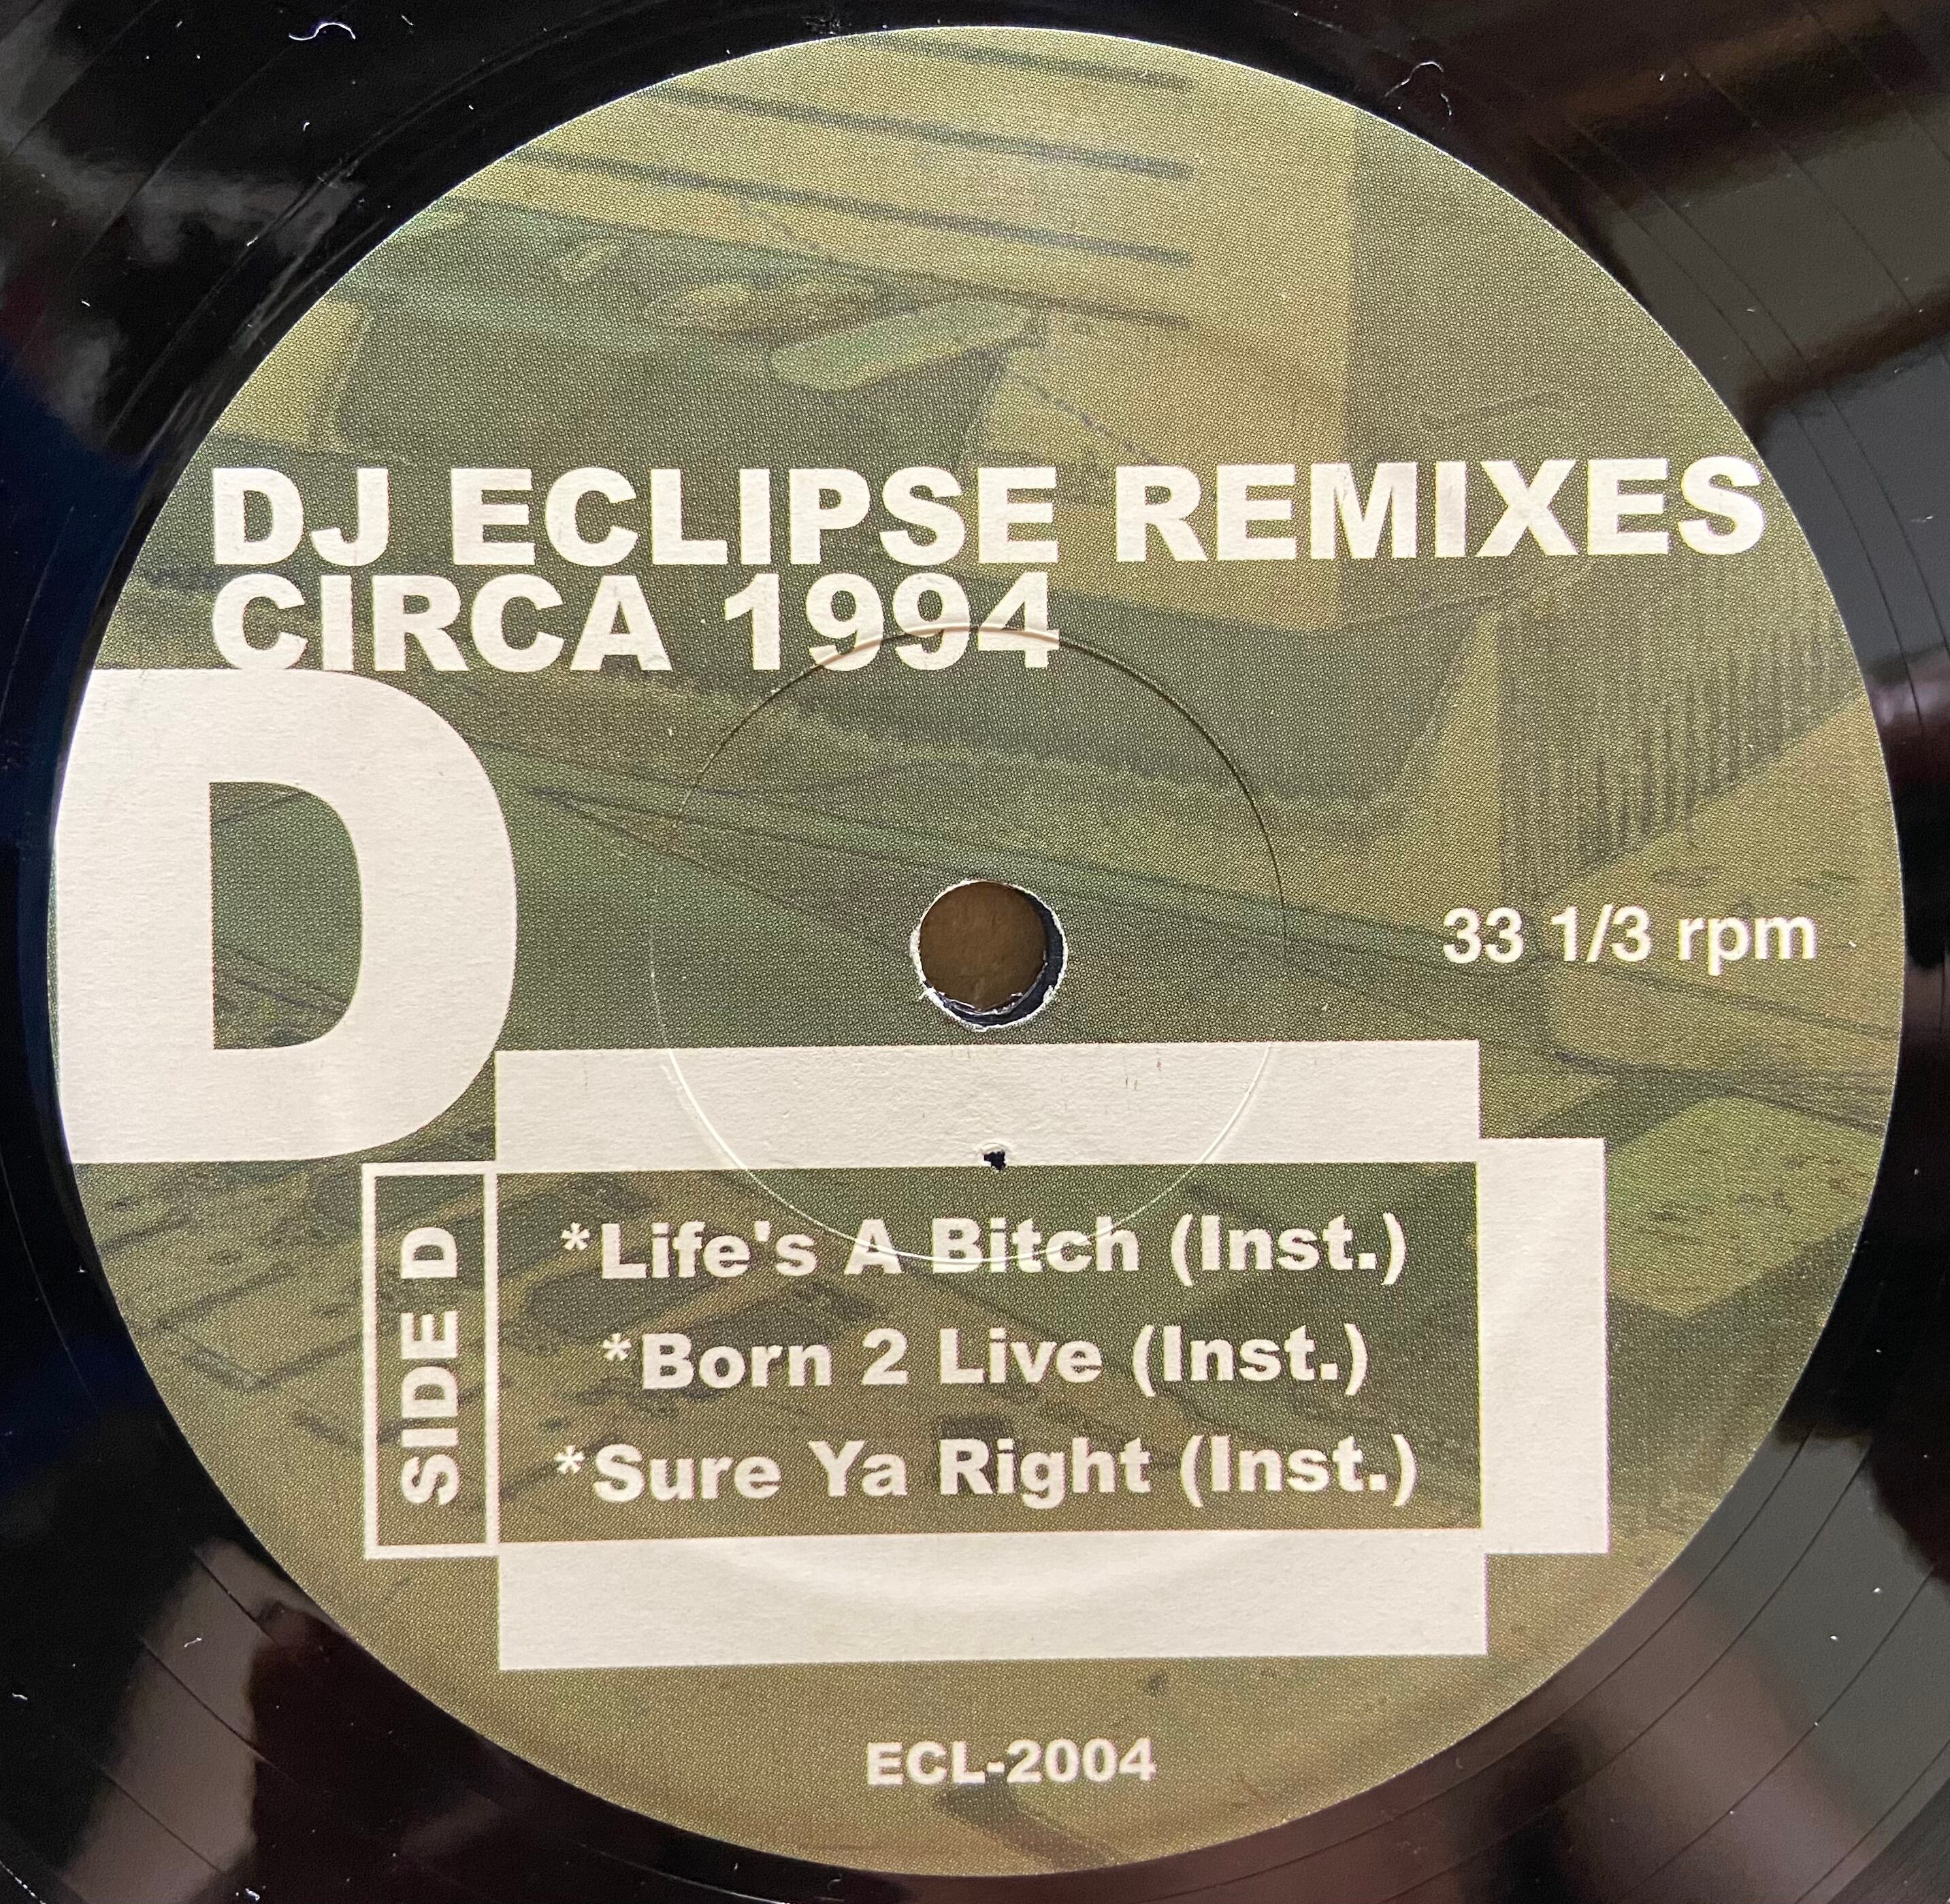 DJ ECLIPSE REMIXES
CIRCA 1994
D
33 1/3 rpm
SIDE D
*Life's A Bitch (Inst.)
*Born 2 Live (Inst.)
*Sure Ya Right (Inst.)
ECL-2004